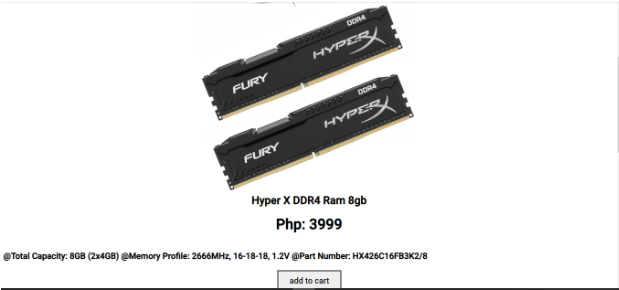 DDR4
HYPERX
FURY
DDR4
HYPERX
FURY
Hyper X DDR4 Ram 8gb
Php: 3999
@Total Capacity: 8GB (2x4GB) @Memory Profile: 2666MHz, 16-18-18, 1.2V @Part Number: HX426C16FB3K2/8
add to cart